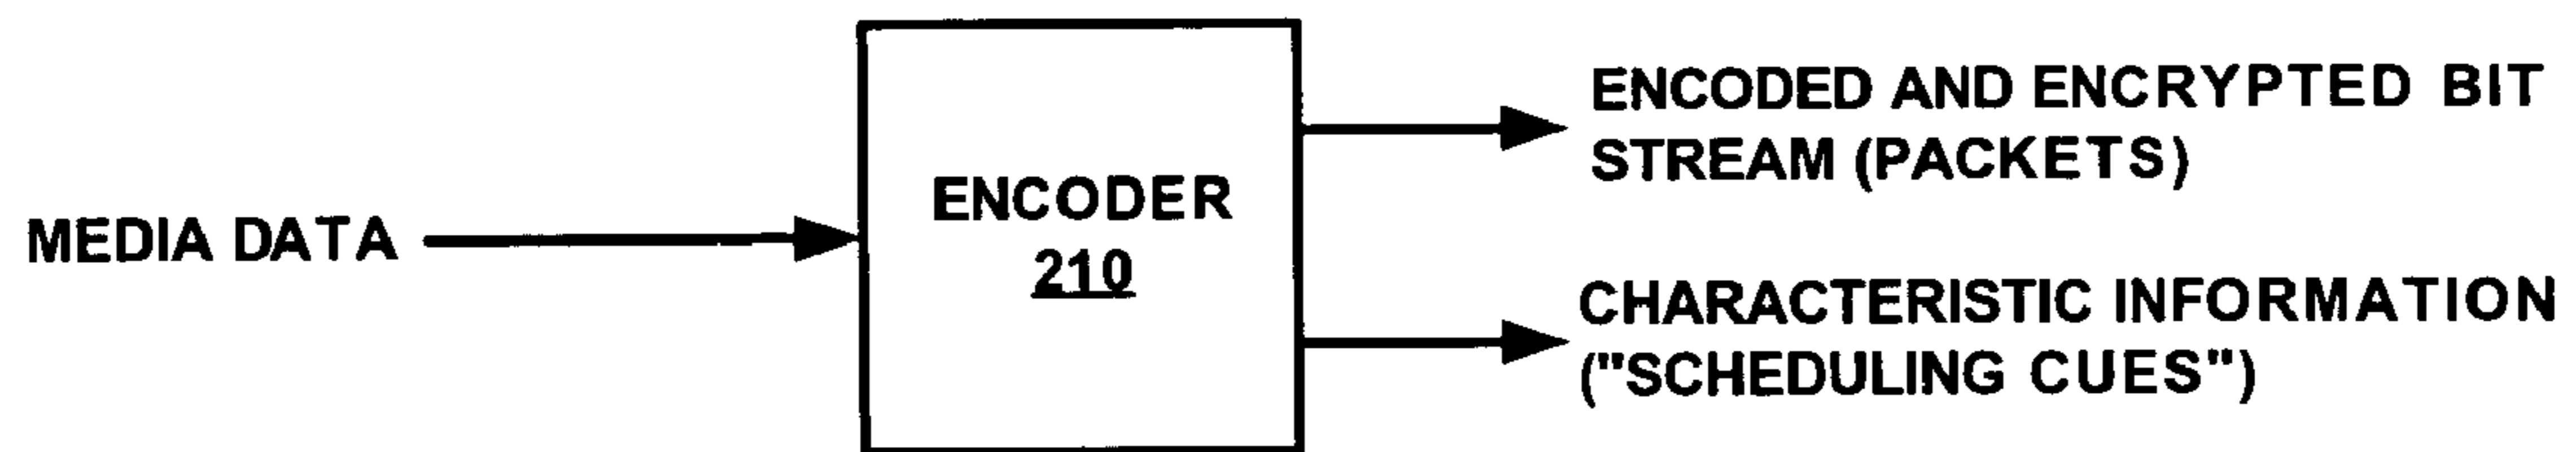 MEDIA DATA
ENCODER
210
ENCODED AND ENCRYPTED BIT
STREAM (PACKETS)
CHARACTERISTIC INFORMATION
("SCHEDULING CUES")